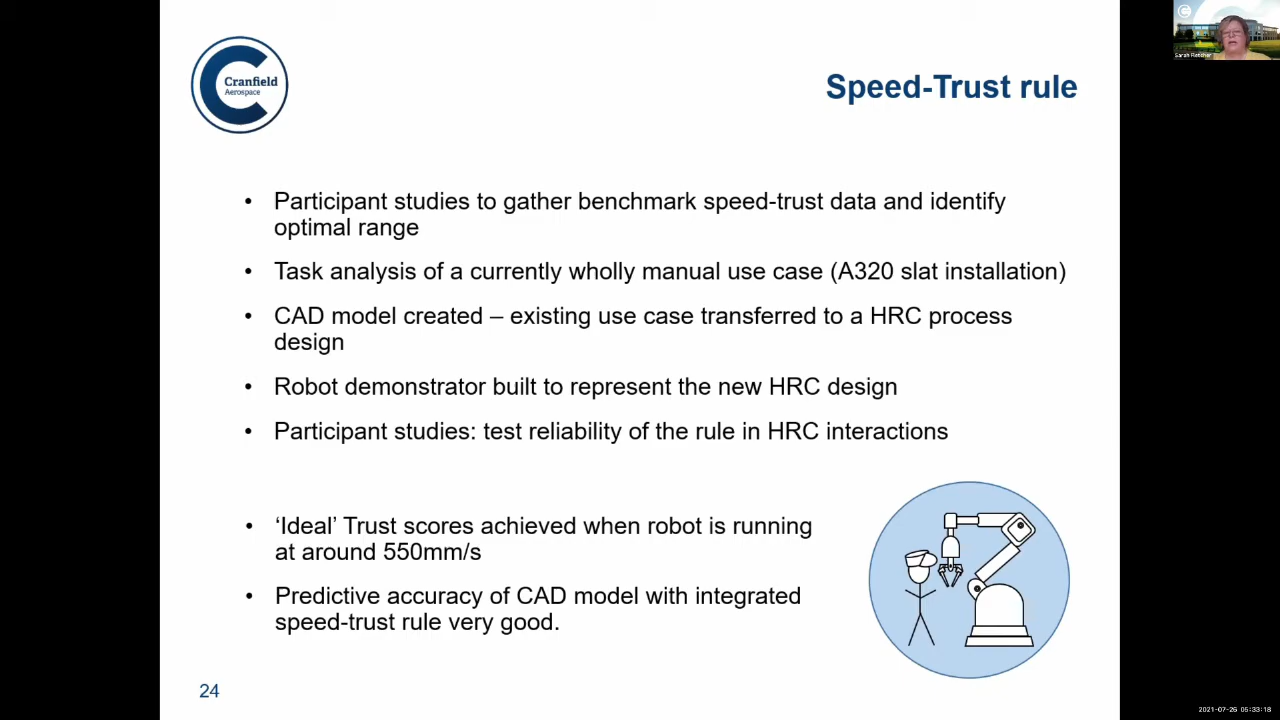 Cranfield
Aerospace
Speed-Trust rule
• Participant studies to gather benchmark speed-trust data and identify
optimal range
• Task analysis of a currently wholly manual use case (A320 slat installation)
• CAD model created – existing use case transferred to a HRC process
design
• Robot demonstrator built to represent the new HRC design
• Participant studies: test reliability of the rule in HRC interactions
• ‘Ideal’ Trust scores achieved when robot is running
at around 550mm/s
• Predictive accuracy of CAD model with integrated
speed-trust rule very good.
24
Sarah Fletcher
2021-07-26 05:33:18